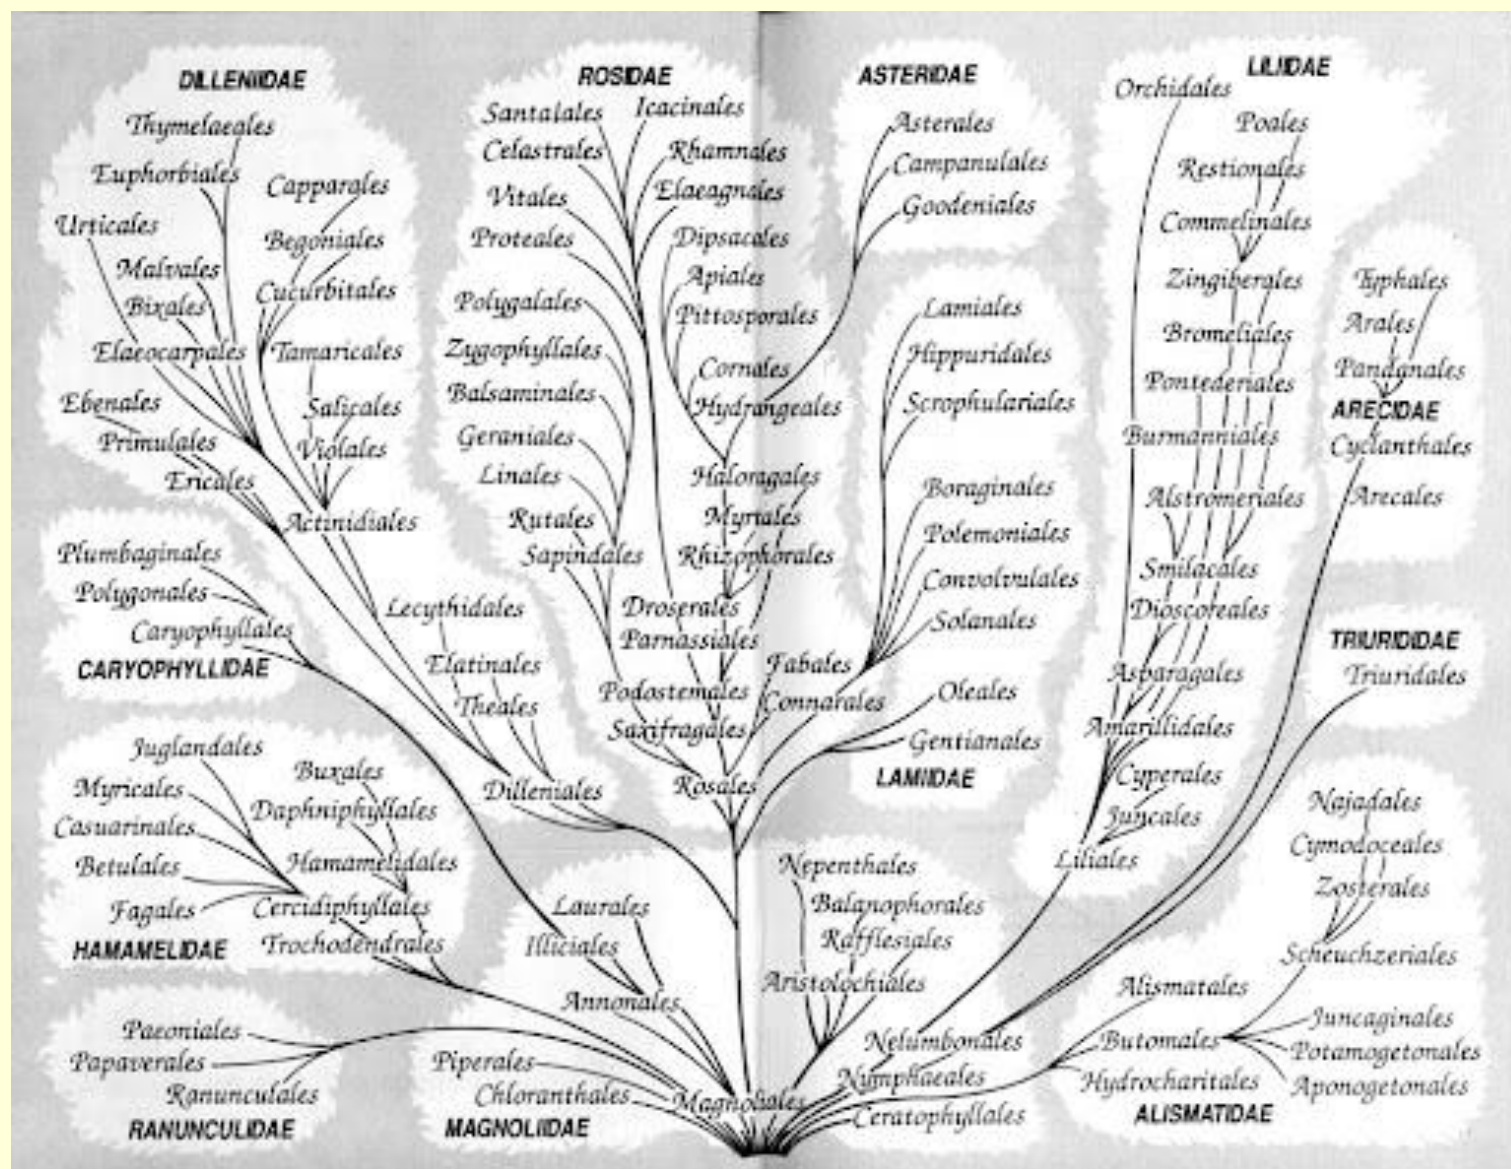 DILLENIIDAE
Thymelaeales
Euphorbiales
Capparales
Urticales
Begoniales
Malvales
Cucurbitales
Bixales
Elaeocarpales
Tamaricales
Ebenales
Salicales
Primulales
Violales
Ericales
Actinidiales
Lecythidales
Elatinales
Theales
Dilleniales
ROSIDAE
Santalales
Icacinales
Celastrales
Rhamnales
Vitales
Elaeagnales
Proteales
Dipsacales
Apiales
Polygalales
Pittosporales
Zygophyllales
Cornales
Balsaminales
Hydrangeales
Geraniales
Linales
Haloragales
Rutales
Myrtales
Sapindales
Rhizophorales
Droserales
Parnassiales
Fabales
Podostemales
Connarales
Saxifragales
Rosales
ASTERIDAE
Asterales
Campanulales
Goodeniales
Lamiales
Hippuridales
Scrophulariales
Boraginales
Polemoniales
Convolvulales
Solanales
Oleales
Gentianales
LAMIIDAE
LILIIDAE
Orchidales
Poales
Restionales
Commelinales
Zingiberales
Bromeliales
Pontederiales
Burmanniales
Alstromeriales
Smilacales
Dioscoreales
Asparagales
Amarillidales
Cyperales
Juncales
Liliales
Typhales
Arales
Pandanales
ARECIDAE
Cyclanthales
Arecales
TRIURIDIDAE
Triuridales
Plumbaginales
Polygonales
Caryophyllales
CARYOPHYLLIDAE
Juglandales
Buxales
Myricales
Daphniphyllales
Casuarinales
Hamamelidales
Betulales
Fagales
Cercidiphyllales
Trochodendrales
HAMAMELIDAE
Paeoniales
Papaverales
Ranunculales
RANUNCULIDAE
Laurales
Illiciales
Annonales
Piperales
Chloranthales
Magnoliales
MAGNOLIIDAE
Nepenthales
Balanophorales
Rafflesiales
Aristolochiales
Nelumbonales
Nymphaeales
Ceratophyllales
Najadales
Cymodoceales
Zosterales
Scheuchzeriales
Alismatales
Juncaginales
Butomales
Potamogetonales
Hydrocharitales
Aponogetonales
ALISMATIDAE